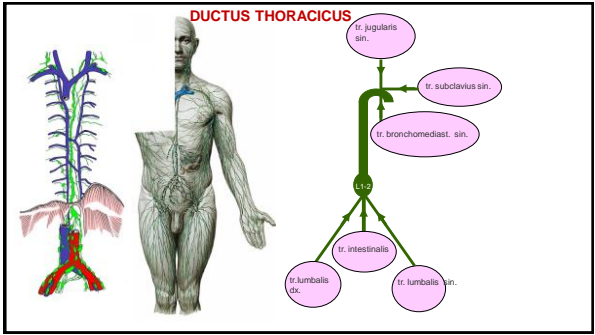 DUCTUS THORACICUS
tr. jugularis
sin.
tr. subclavius sin.
tr. bronchomediast. sin.
L1-2
tr. intestinalis
tr.lumbalis
dx.
tr. lumbalis sin.